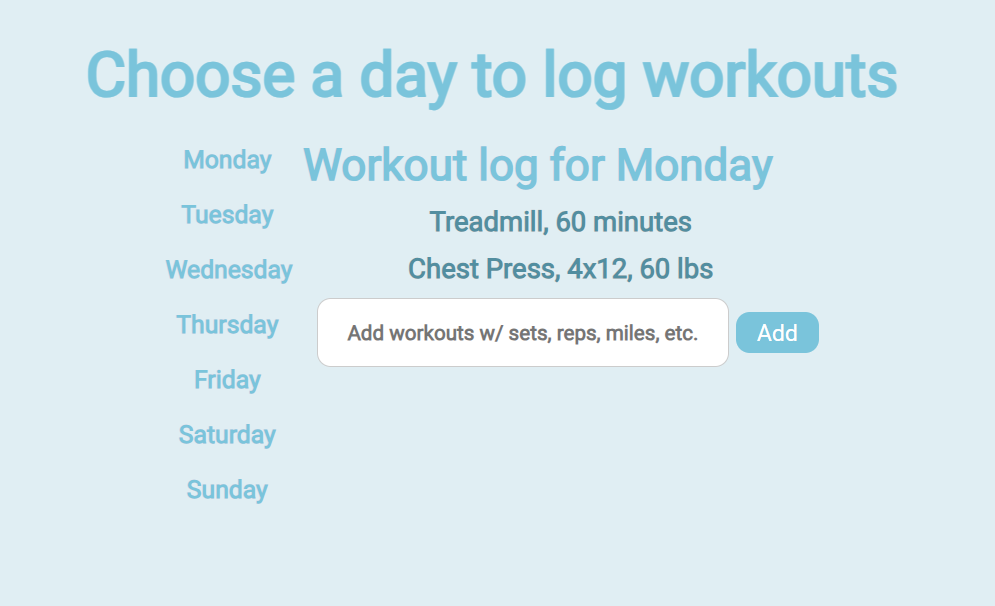 Choose a day to log workouts
Monday
Tuesday
Wednesday
Thursday
Friday
Saturday
Sunday
Workout log for Monday
Treadmill, 60 minutes
Chest Press, 4x12, 60 lbs
Add workouts w/ sets, reps, miles, etc.
Add